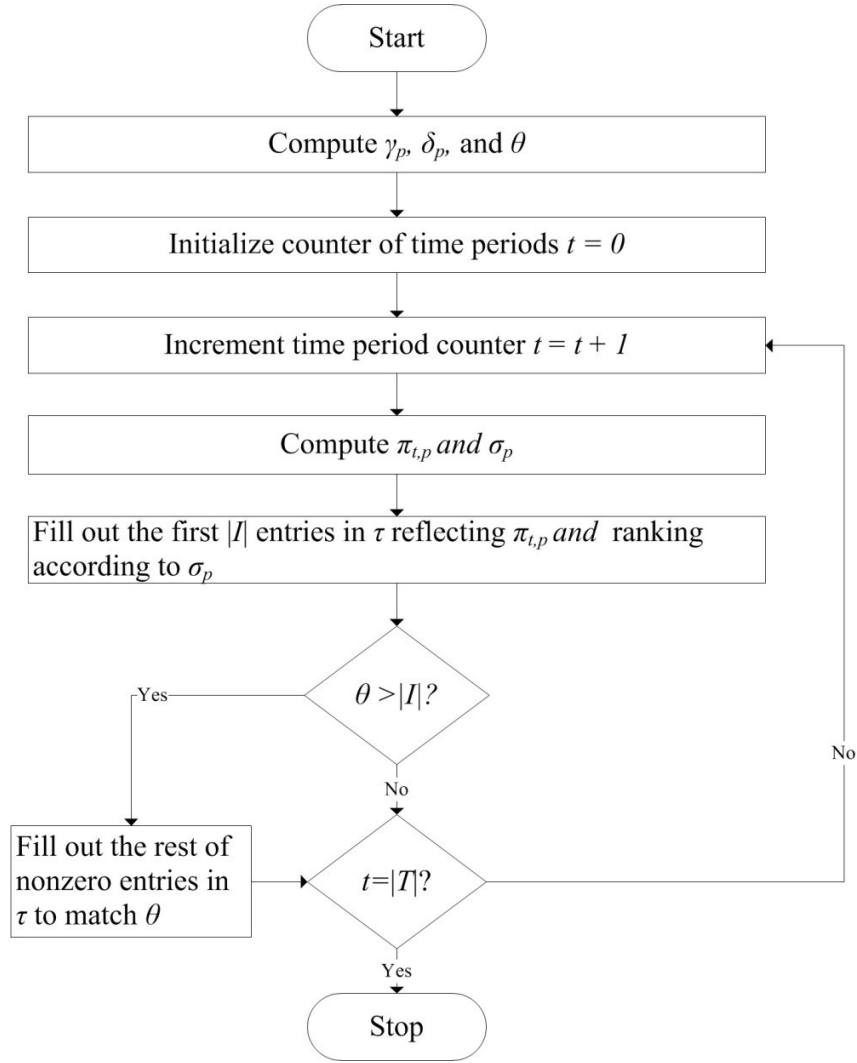 Start
Compute γp, δp, and θ
Initialize counter of time periods t = 0
Increment time period counter t = t + 1
Compute πt,p and σp
Fill out the first |I| entries in τ reflecting πt,p and ranking
according to σp
θ >|I|?
Yes
No
No
Fill out the rest of
nonzero entries in
τ to match θ
t=|T|?
Yes
Stop